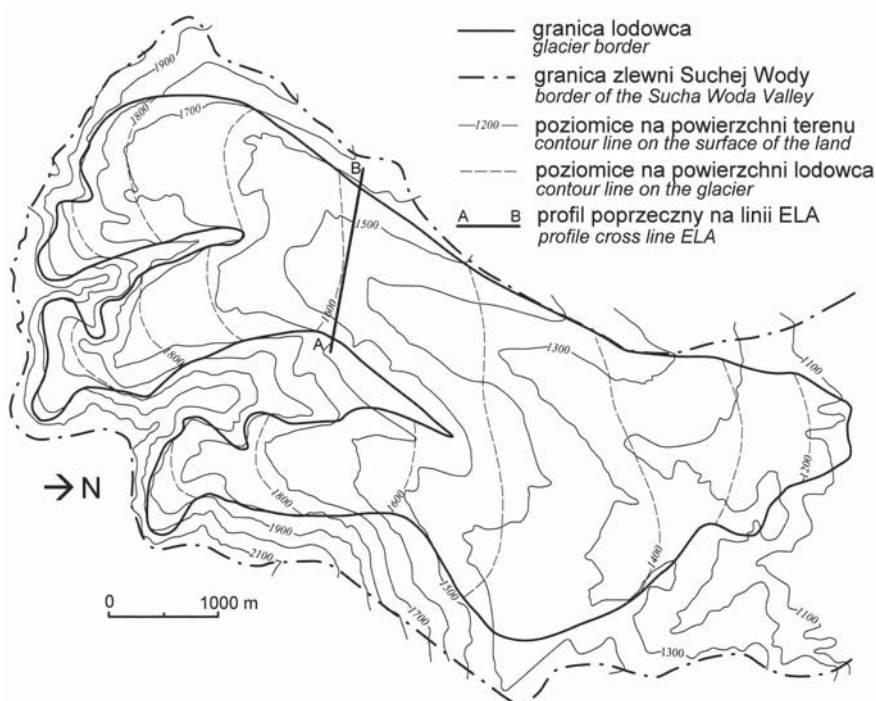 granica lodowca
glacier border
granica zlewni Suchej Wody
border of the Sucha Woda Valley
1200
poziomice na powierzchni terenu
contour line on the surface of the land
poziomice na powierzchni lodowca
contour line on the glacier
A B
profil poprzeczny na linii ELA
profile cross line ELA
1900
1800
1700
B
1500
1600
A
1800
1300
1100
1200
N
1800
1900
2100
1600
1500
1700
1400
1300
1100
0 1000 m